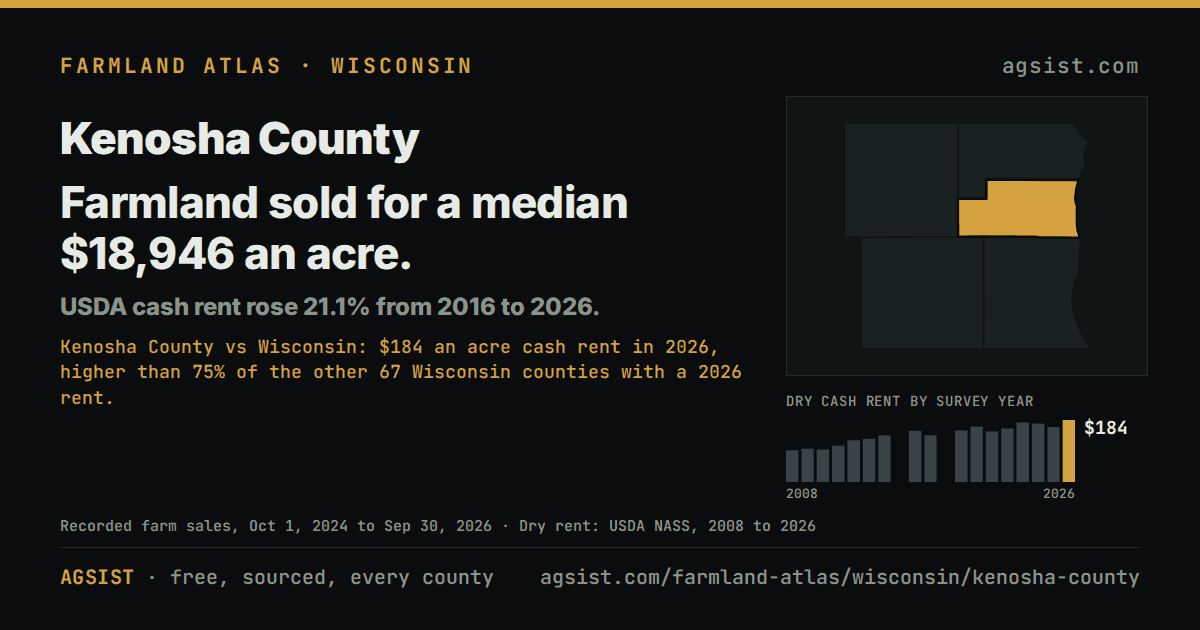 FARMLAND ATLAS · WISCONSIN
agsist.com
Kenosha County
Farmland sold for a median
$18,946 an acre.
USDA cash rent rose 21.1% from 2016 to 2026.
Kenosha County vs Wisconsin: $184 an acre cash rent in 2026,
higher than 75% of the other 67 Wisconsin counties with a 2026
rent.
DRY CASH RENT BY SURVEY YEAR
$184
2008
2026
Recorded farm sales, Oct 1, 2024 to Sep 30, 2026 · Dry rent: USDA NASS, 2008 to 2026
AGSIST · free, sourced, every county
agsist.com/farmland-atlas/wisconsin/kenosha-county